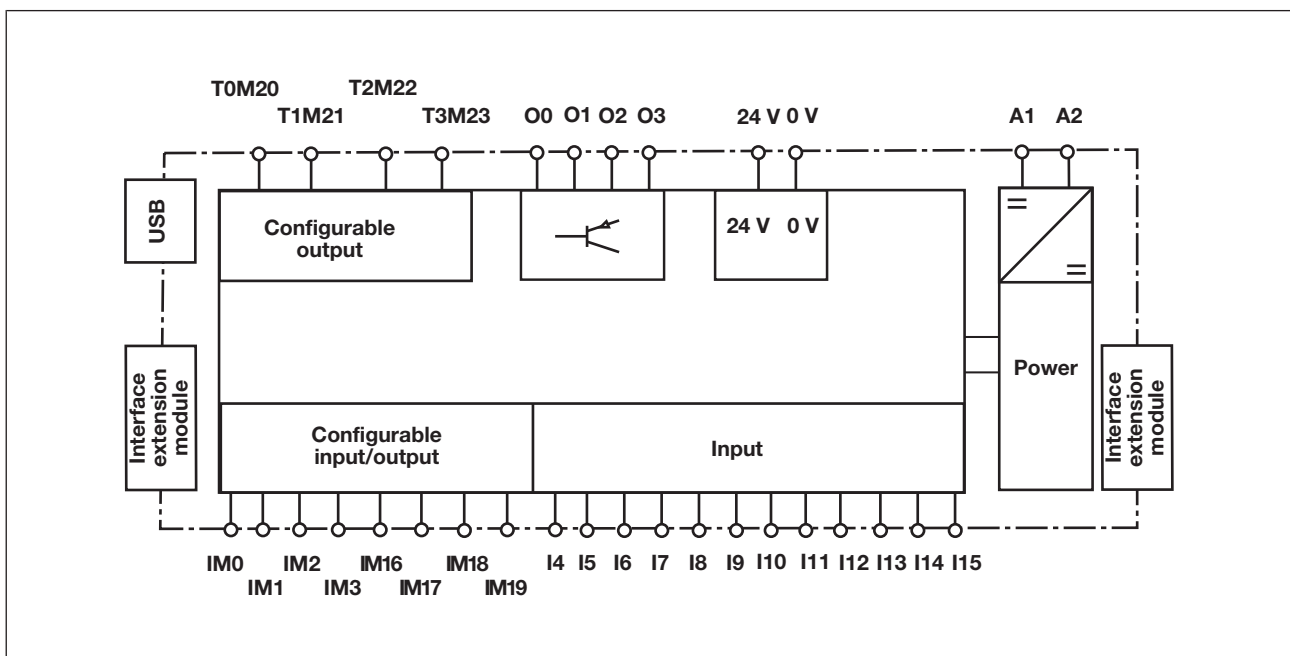 T0M20
T2M22
T1M21
T3M23
O0
O1
O2
O3
24 V
0 V
A1
A2
USB
Configurable
output
24 V
0 V
Interface
extension
module
Power
Interface
extension
module
Configurable
input/output
Input
IM0
IM2
IM16
IM18
I4
I5
I6
I7
I8
I9
I10
I11
I12
I13
I14
I15
IM1
IM3
IM17
IM19